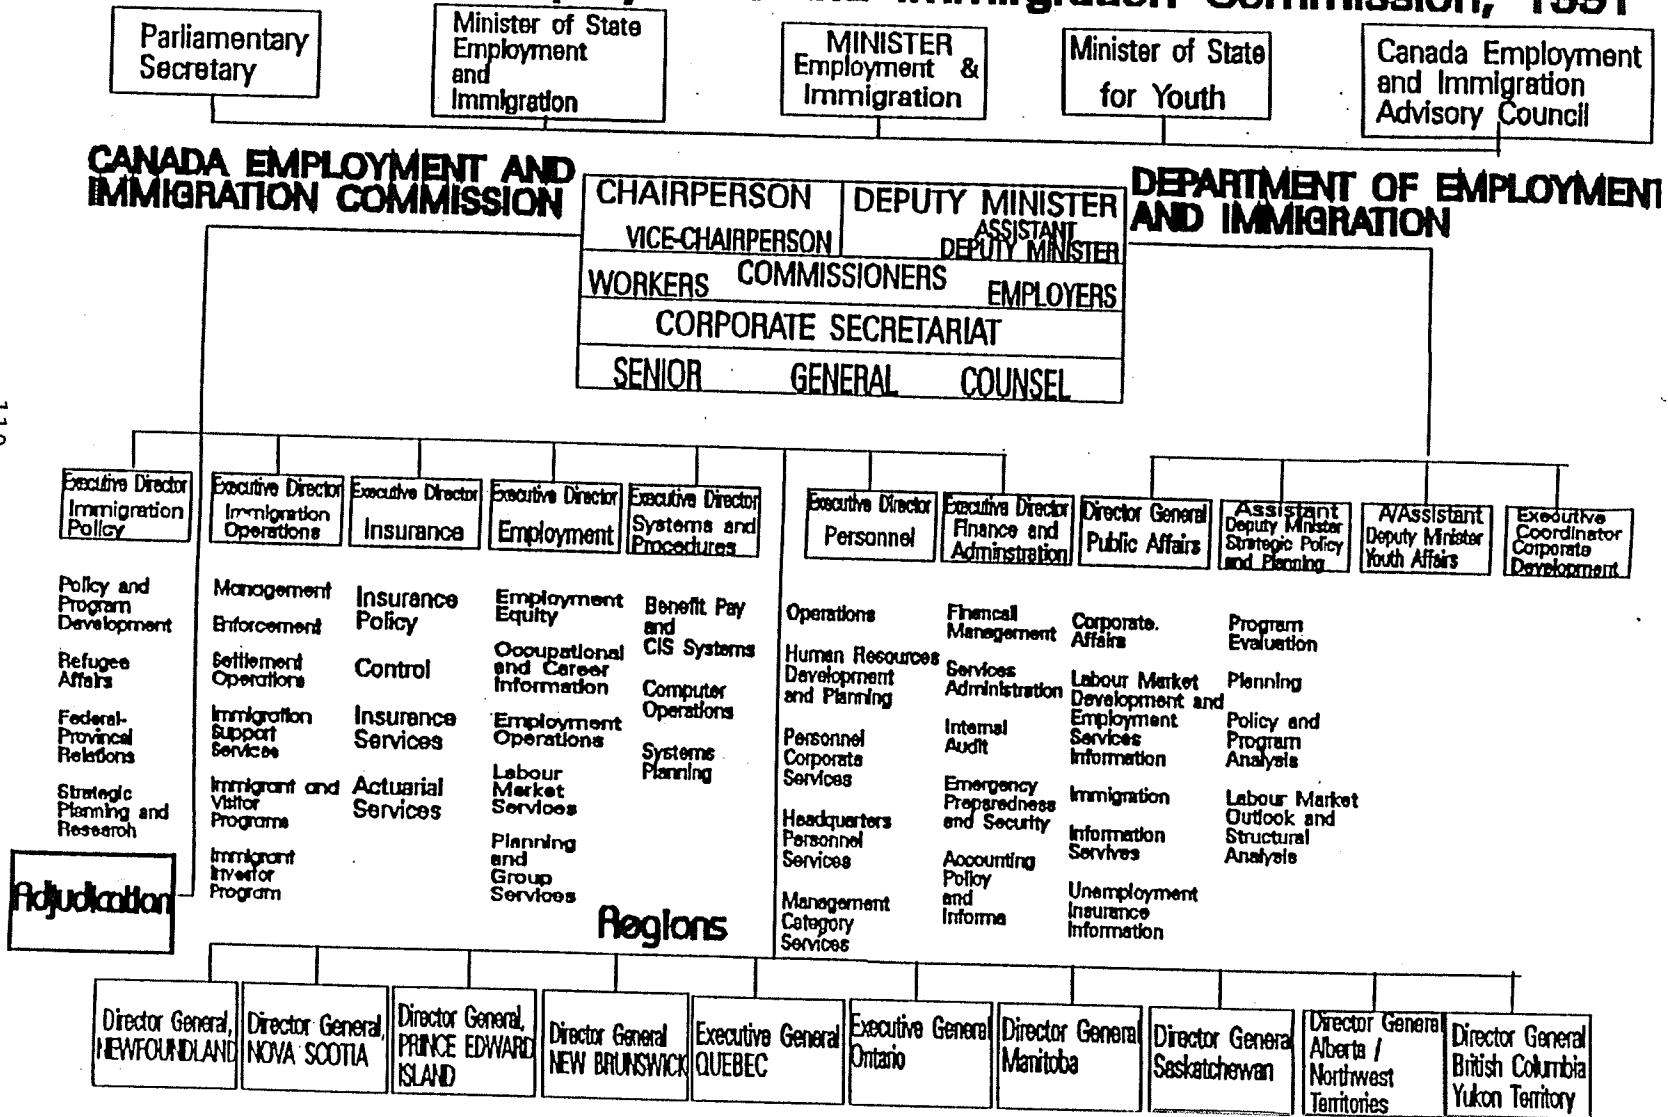 Immigration Commission, 1991
Parliamentary
Secretary
Minister of State
Employment
and
Immigration
MINISTER
Employment &
Immigration
Minister of State
for Youth
Canada Employment
and Immigration
Advisory Council
CANADA EMPLOYMENT AND
IMMIGRATION COMMISSION
DEPARTMENT OF EMPLOYMENT
AND IMMIGRATION
CHAIRPERSON
VICE-CHAIRPERSON
DEPUTY MINISTER
ASSISTANT
DEPUTY MINISTER
WORKERS COMMISSIONERS EMPLOYERS
CORPORATE SECRETARIAT
SENIOR GENERAL COUNSEL
Executive Director
Immigration
Policy
Executive Director
Immigration
Operations
Executive Director
Insurance
Executive Director
Employment
Executive Director
Systems and
Procedures
Executive Director
Personnel
Executive Director
Finance and
Adminstration
Director General
Public Affairs
Assistant
Deputy Minister
Strategic Policy
and Planning
A/Assistant
Deputy Minister
Youth Affairs
Executive
Coordinator
Corporate
Development
Policy and
Program
Development
Refugee
Affairs
Federal-
Provincal
Relations
Strategic
Planning and
Research
Management
Enforcement
Settlement
Operations
Immigration
Support
Services
Immigrant and
Visitor
Programs
Immigrant
Investor
Program
Insurance
Policy
Control
Insurance
Services
Actuarial
Services
Employment
Equity
Occupational
and Career
Information
Employment
Operations
Labour
Market
Services
Planning
and
Group
Services
Benefit Pay
and
CIS Systems
Computer
Operations
Systems
Planning
Operations
Human Resources
Development
and Planning
Personnel
Corporate
Services
Headquarters
Personnel
Services
Management
Category
Services
Financail
Management
Services
Administration
Internal
Audit
Emergency
Preparedness
and Security
Accounting
Policy
and
Informa
Corporate.
Affairs
Labour Market
Development and
Employment
Services
Information
Immigration
Information
Servives
Unemployment
Insurance
Information
Program
Evaluation
Planning
Policy and
Program
Analysis
Labour Market
Outlook and
Structural
Analysis
Adjudication
Regions
Director General,
NEWFOUNDLAND
Director General,
NOVA SCOTIA
Director General,
PRINCE EDWARD
ISLAND
Director General
NEW BRUNSWICK
Executive General
QUEBEC
Executive General
Ontario
Director General
Manitoba
Director General
Saskatchewan
Director General
Alberta /
Northwest
Territories
Director General
British Columbia
Yukon Territory